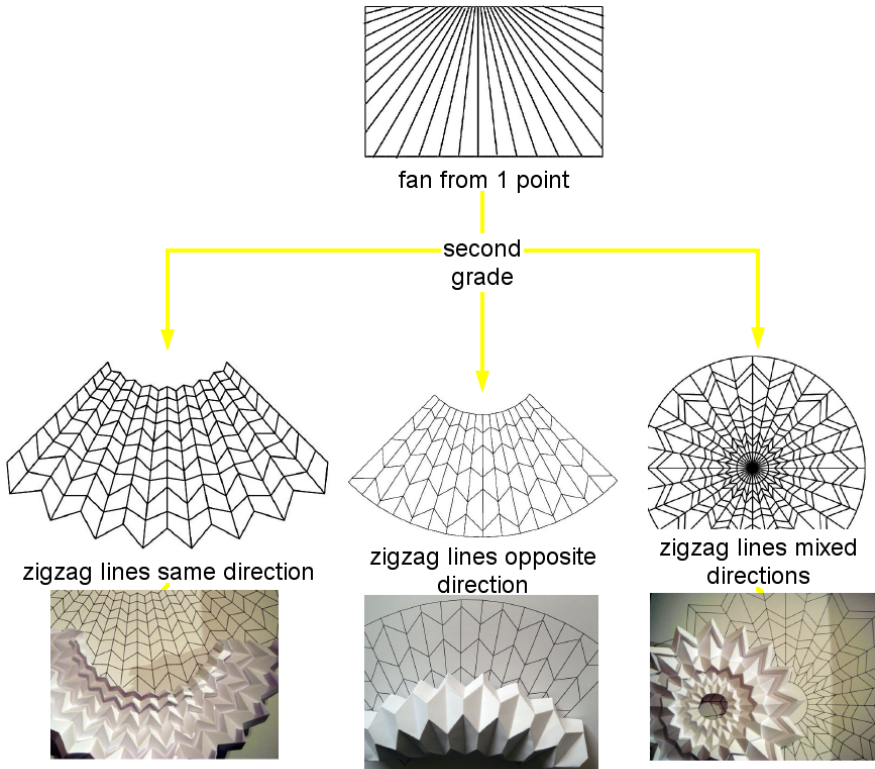 fan from 1 point
second
grade
zigzag lines same direction
zigzag lines opposite
direction
zigzag lines mixed
directions